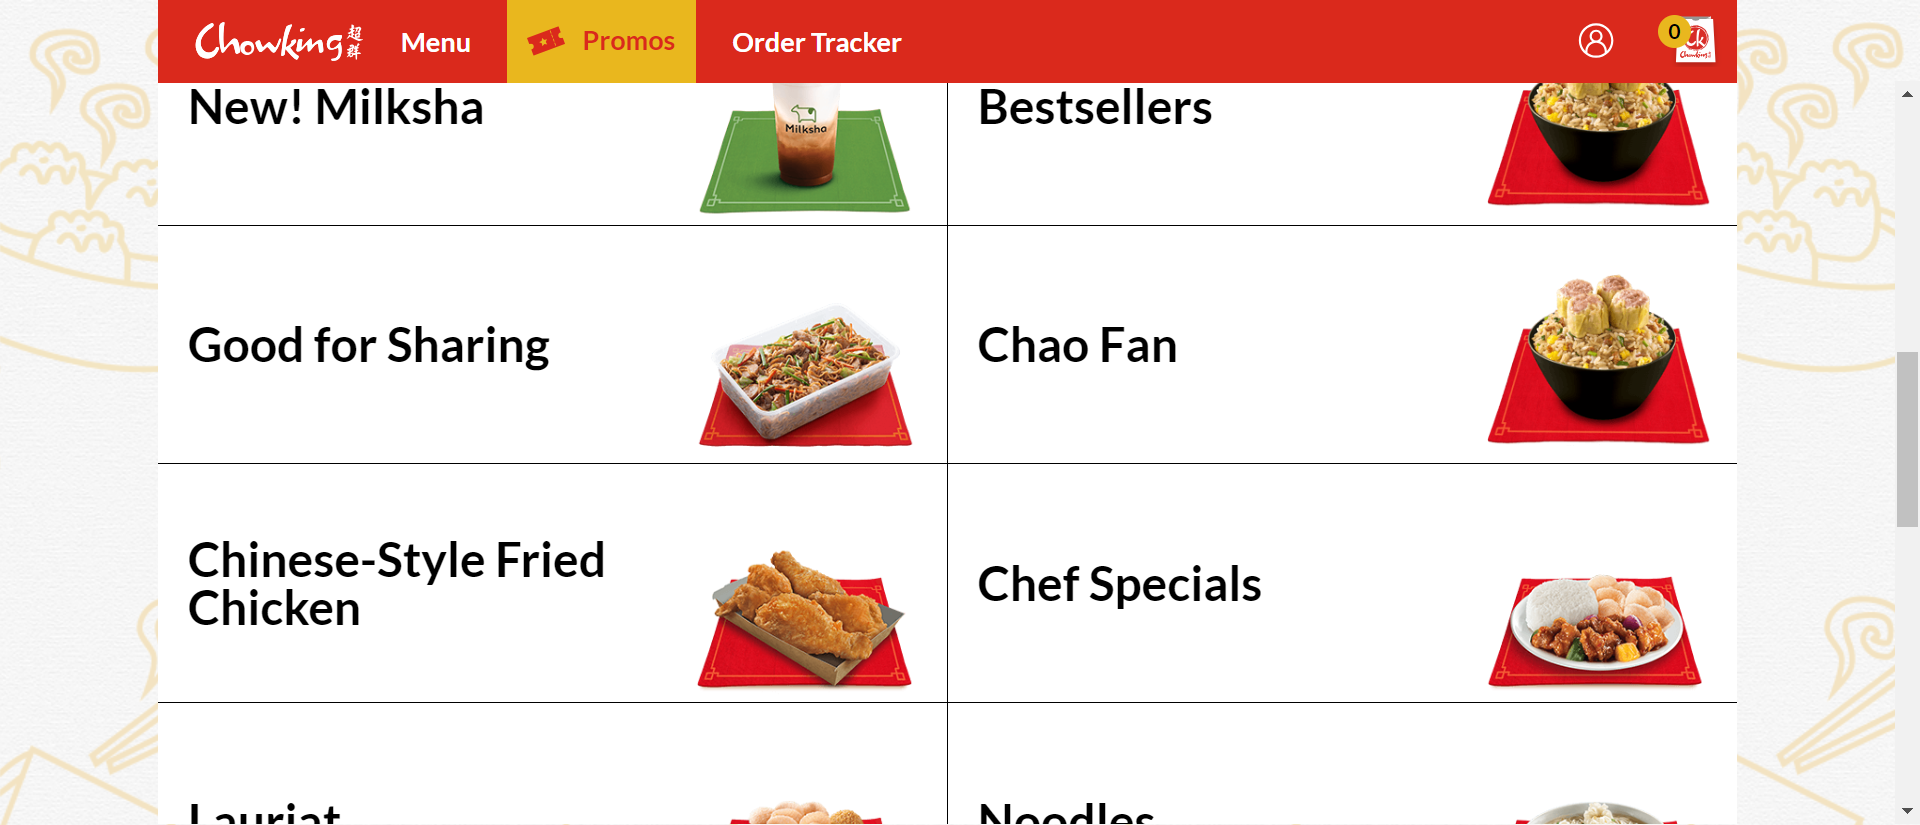 Chowking 超群
Menu
Promos
Order Tracker
0
Chowking
New! Milksha
Milksha
Bestsellers
Good for Sharing
Chao Fan
Chinese-Style Fried
Chicken
Chef Specials
Lauriat
Noodles